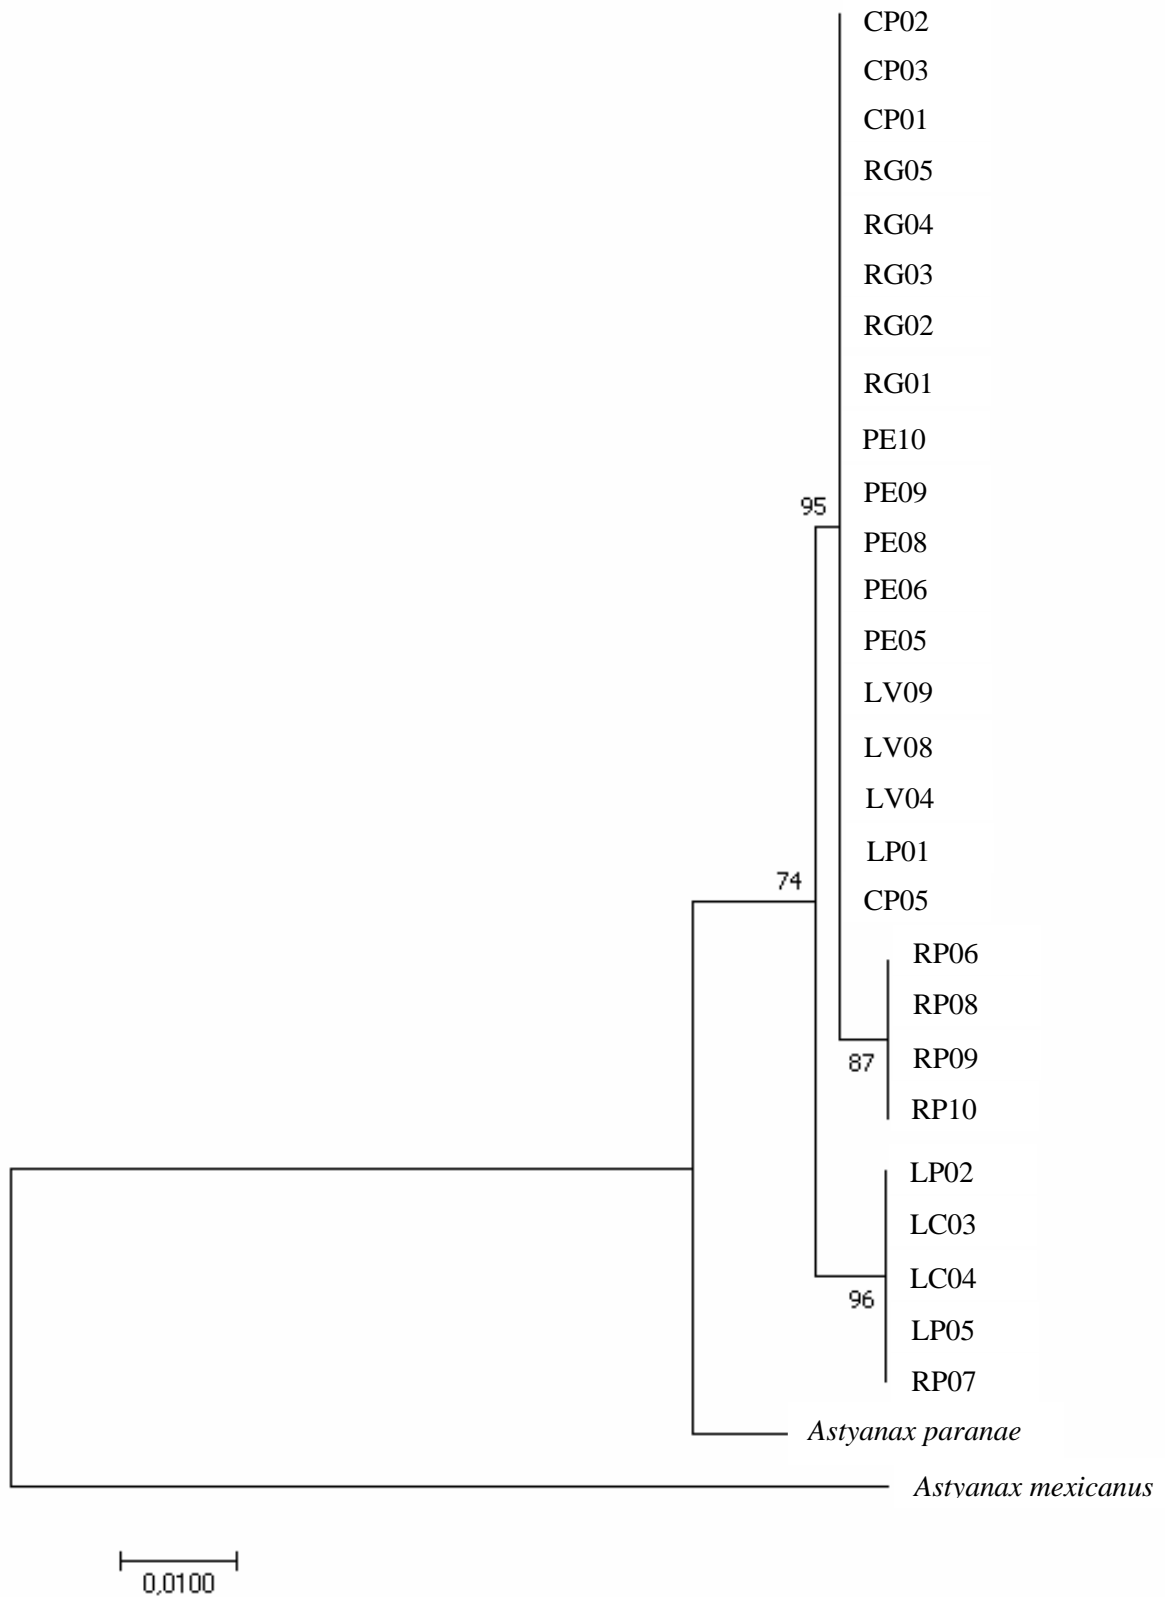 CP02
CP03
CP01
RG05
RG04
RG03
RG02
RG01
PE10
PE09
95
PE08
PE06
PE05
LV09
LV08
LV04
LP01
74
CP05
RP06
RP08
RP09
87
RP10
LP02
LC03
LC04
96
LP05
RP07
Astyanax paranae
Astyanax mexicanus
0,0100